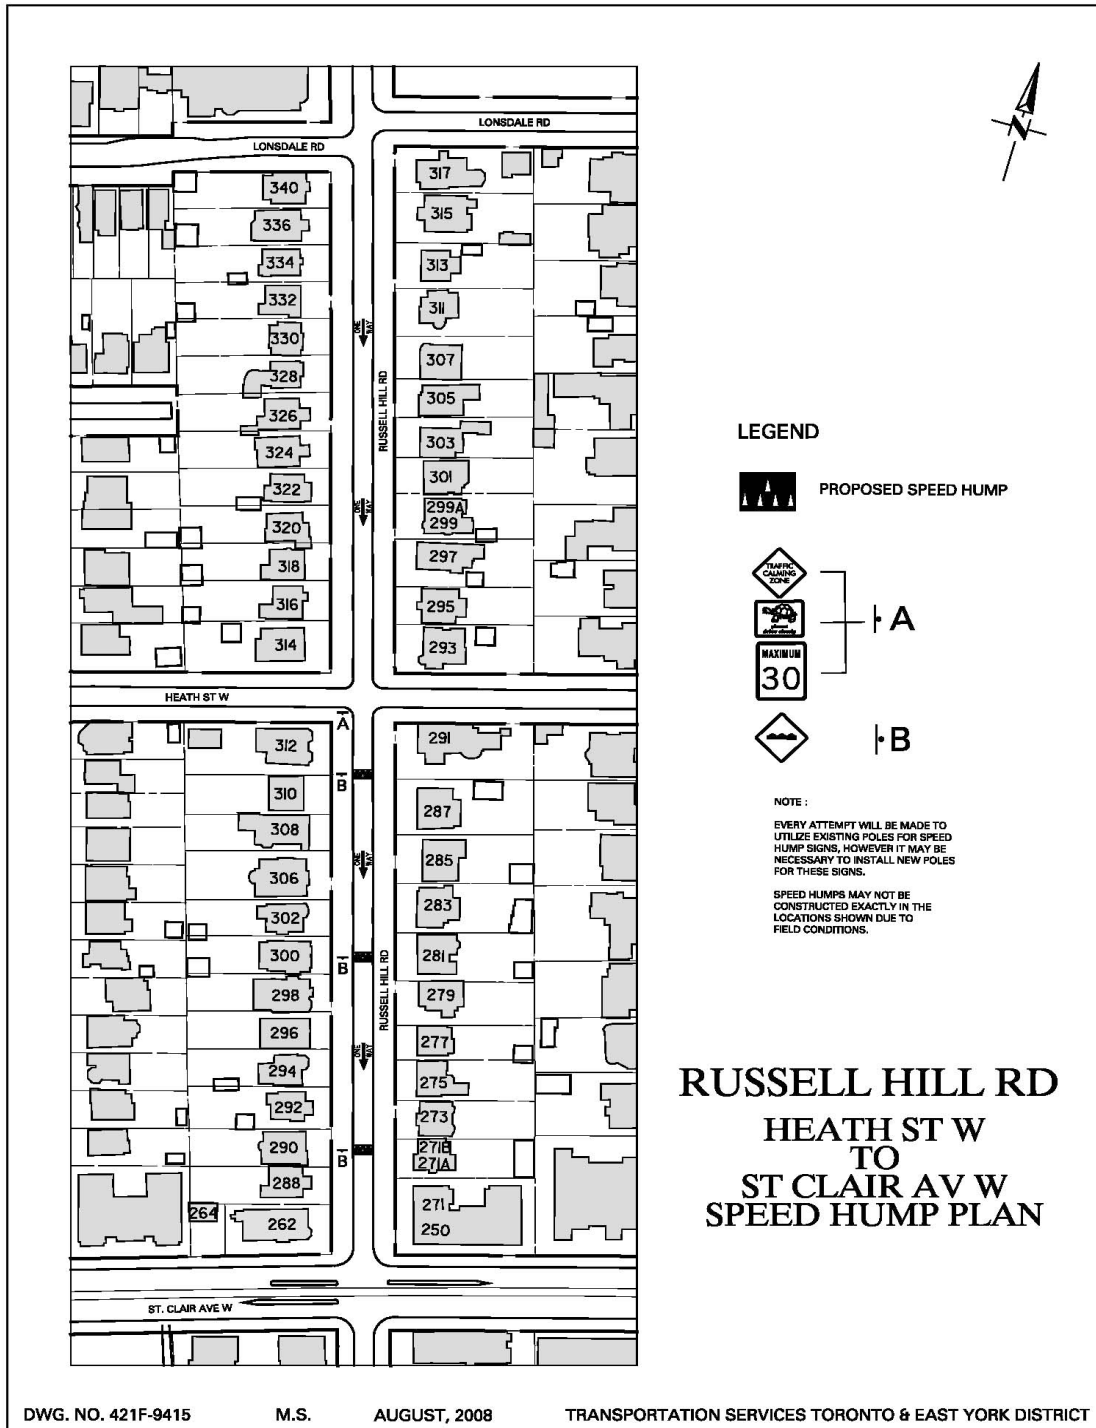 LONSDALE RD
LONSDALE RD
340
336
334
332
330
328
326
324
322
320
318
316
314
317
315
313
311
307
305
303
301
299A
299
297
295
293
ONE WAY
RUSSELL HILL RD
ONE WAY
HEATH ST W
A
312
310
308
306
302
300
298
296
294
292
290
288
264
262
B
ONE WAY
B
RUSSELL HILL RD
ONE WAY
B
291
287
285
283
281
279
277
275
273
271B
271A
271
250
ST. CLAIR AVE W
N
LEGEND
PROPOSED SPEED HUMP
TRAFFIC
CALMING
ZONE
please
drive slowly
MAXIMUM
30
A
B
NOTE :
EVERY ATTEMPT WILL BE MADE TO
UTILIZE EXISTING POLES FOR SPEED
HUMP SIGNS, HOWEVER IT MAY BE
NECESSARY TO INSTALL NEW POLES
FOR THESE SIGNS.
SPEED HUMPS MAY NOT BE
CONSTRUCTED EXACTLY IN THE
LOCATIONS SHOWN DUE TO
FIELD CONDITIONS.
RUSSELL HILL RD
HEATH ST W
TO
ST CLAIR AV W
SPEED HUMP PLAN
DWG. NO. 421F-9415 M.S. AUGUST, 2008 TRANSPORTATION SERVICES TORONTO & EAST YORK DISTRICT